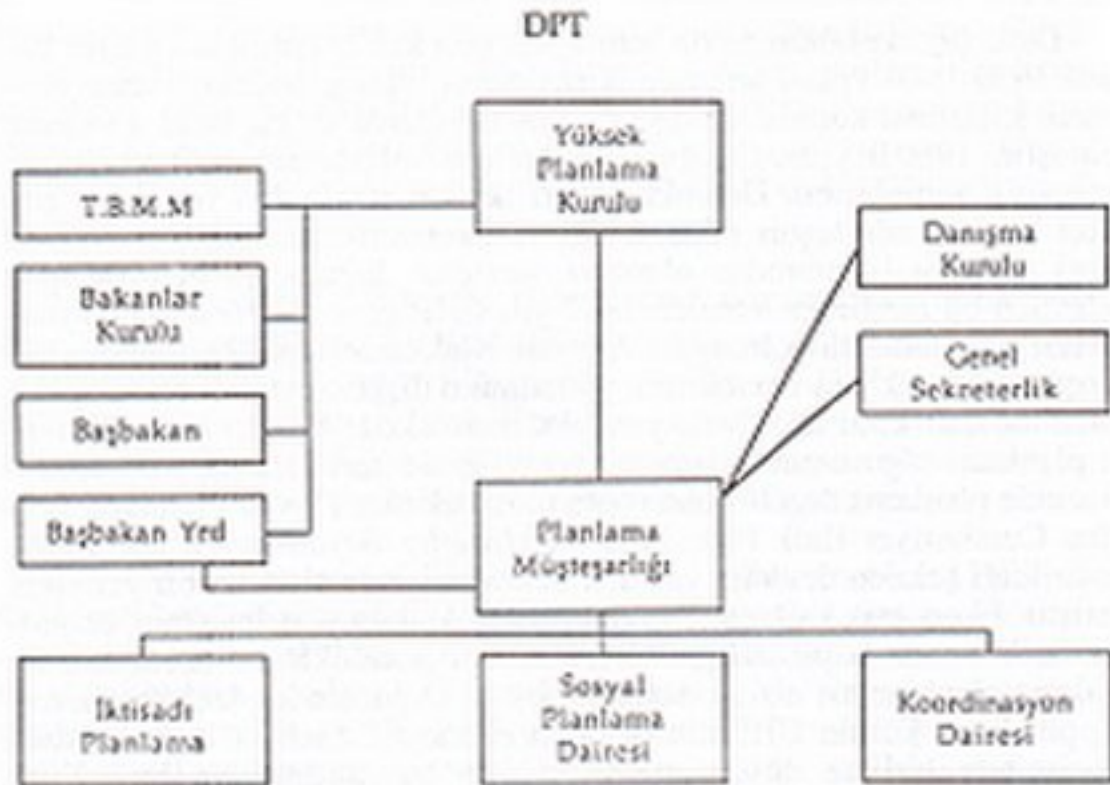 DPT
Yüksek
Planlama
Kurulu
T.B.M.M
Bakanlar
Kurulu
Başbakan
Başbakan Yrd
Danışma
Kurulu
Genel
Sekreterlik
Planlama
Müşteşarlığı
İktisadi
Planlama
Sosyal
Planlama
Dairesi
Koordinasyon
Dairesi